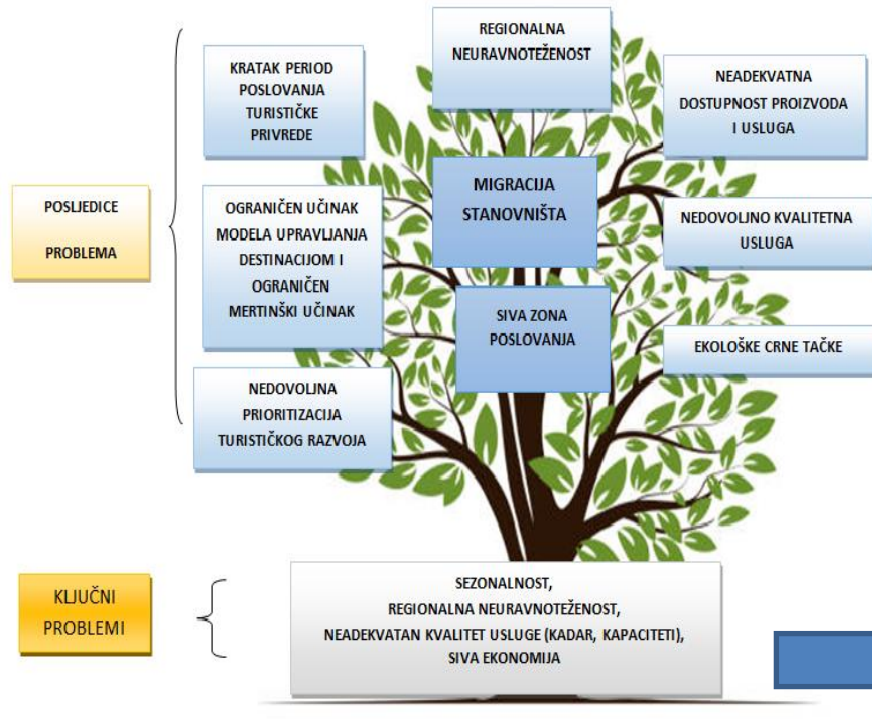 REGIONALNA
NEURAVNOTEŽENOST
KRATAK PERIOD
POSLOVANJA
TURISTIČKE
PRIVREDE
NEADEKVATNA
DOSTUPNOST PROIZVODA
I USLUGA
MIGRACIJA
STANOVNIŠTA
POSLJEDICE
PROBLEMA
OGRANIČEN UČINAK
MODELA UPRAVLJANJA
DESTINACIJOM I
OGRANIČEN
MERTINŠKI UČINAK
NEDOVOLJNO KVALITETNA
USLUGA
SIVA ZONA
POSLOVANJA
EKOLOŠKE CRNE TAČKE
NEDOVOLJNA
PRIORITIZACIJA
TURISTIČKOG RAZVOJA
KLJUČNI
PROBLEMI
SEZONALNOST,
REGIONALNA NEURAVNOTEŽENOST,
NEADEKVATAN KVALITET USLUGE (KADAR, KAPACITETI),
SIVA EKONOMIJA